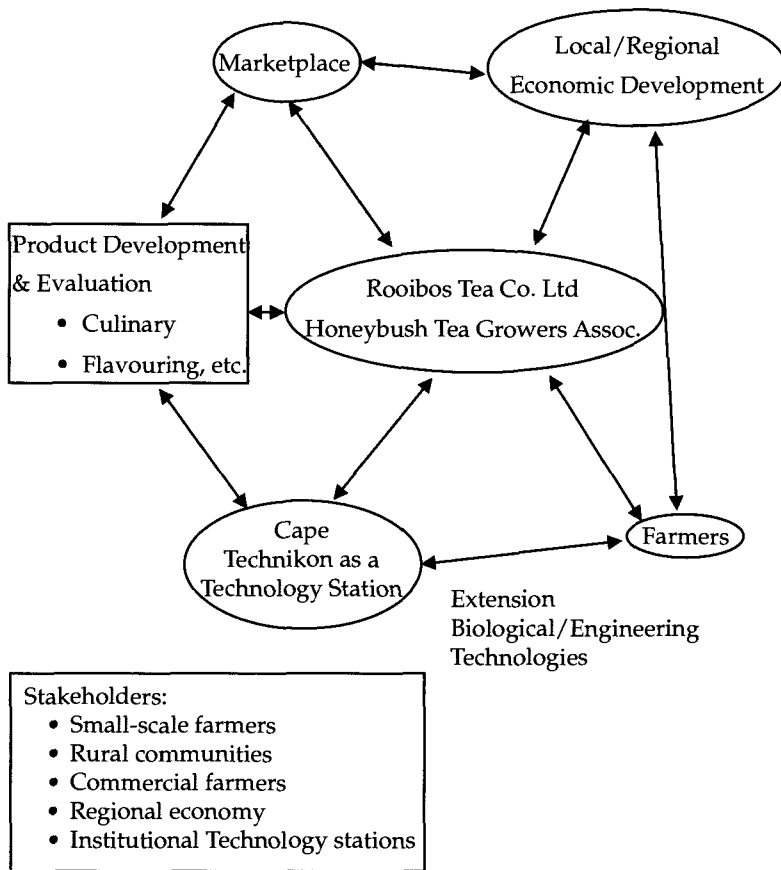 Marketplace
Local/Regional
Economic Development
Product Development
& Evaluation
• Culinary
• Flavouring, etc.
Rooibos Tea Co. Ltd
Honeybush Tea Growers Assoc.
Cape
Technikon as a
Technology Station
Farmers
Extension
Biological/Engineering
Technologies
Stakeholders:
• Small-scale farmers
• Rural communities
• Commercial farmers
• Regional economy
• Institutional Technology stations